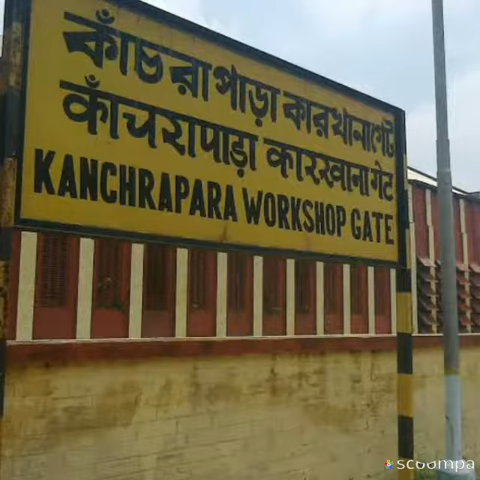 কাঁচরাপাড়া কারখানা গেট
काँचरापाड़ा कारखाना गेट
KANCHRAPARA WORKSHOP GATE
scoompa